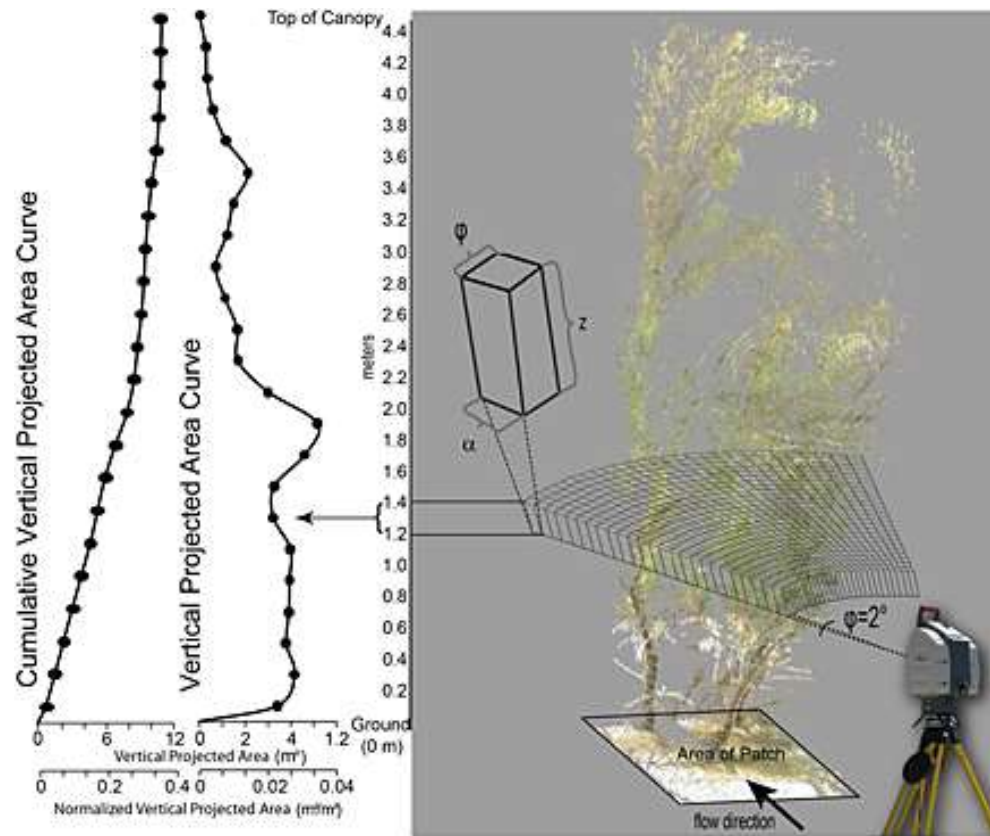 Top of Canopy
4.4
4.2
4.0
3.8
3.6
3.4
3.2
3.0
2.8
2.6
2.4
2.2
2.0
1.8
1.6
1.4
1.2
1.0
0.8
0.6
0.4
0.2
Ground
(0 m)
meters
Cumulative Vertical Projected Area Curve
Vertical Projected Area Curve
φ
z
α
φ=2°
Area of Patch
flow direction
0 6 12 0 2 4 1.2
Vertical Projected Area (m²)
0 0.2 0.4 0 0.02 0.04
Normalized Vertical Projected Area (m²/m²)